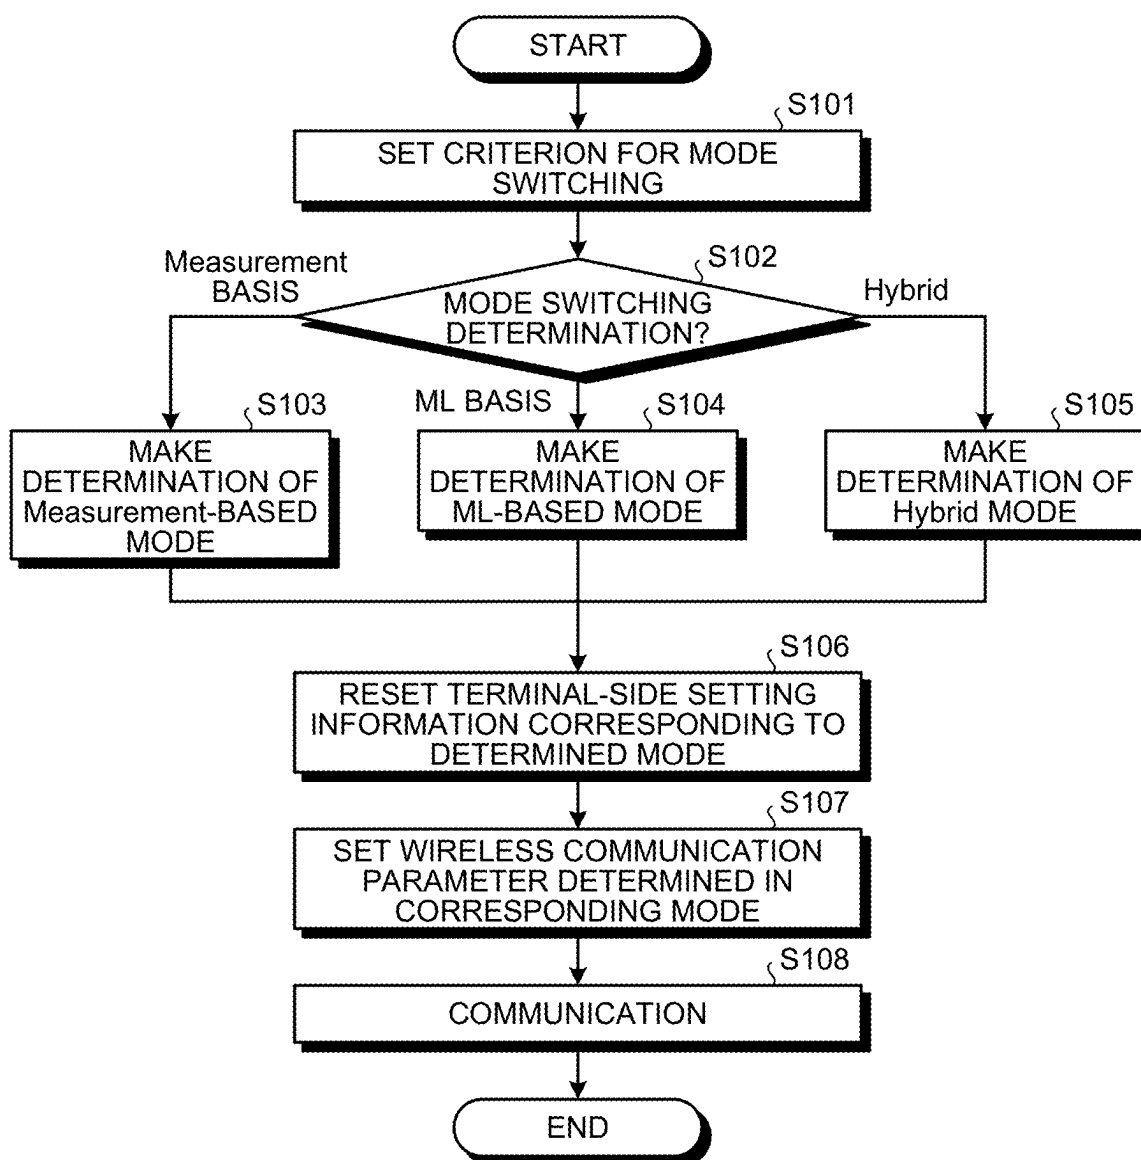 START
S101
SET CRITERION FOR MODE
SWITCHING
Measurement
BASIS
S102
MODE SWITCHING
DETERMINATION?
Hybrid
ML BASIS
S103
MAKE
DETERMINATION OF
Measurement-BASED
MODE
S104
MAKE
DETERMINATION OF
ML-BASED MODE
S105
MAKE
DETERMINATION OF
Hybrid MODE
S106
RESET TERMINAL-SIDE SETTING
INFORMATION CORRESPONDING TO
DETERMINED MODE
S107
SET WIRELESS COMMUNICATION
PARAMETER DETERMINED IN
CORRESPONDING MODE
S108
COMMUNICATION
END